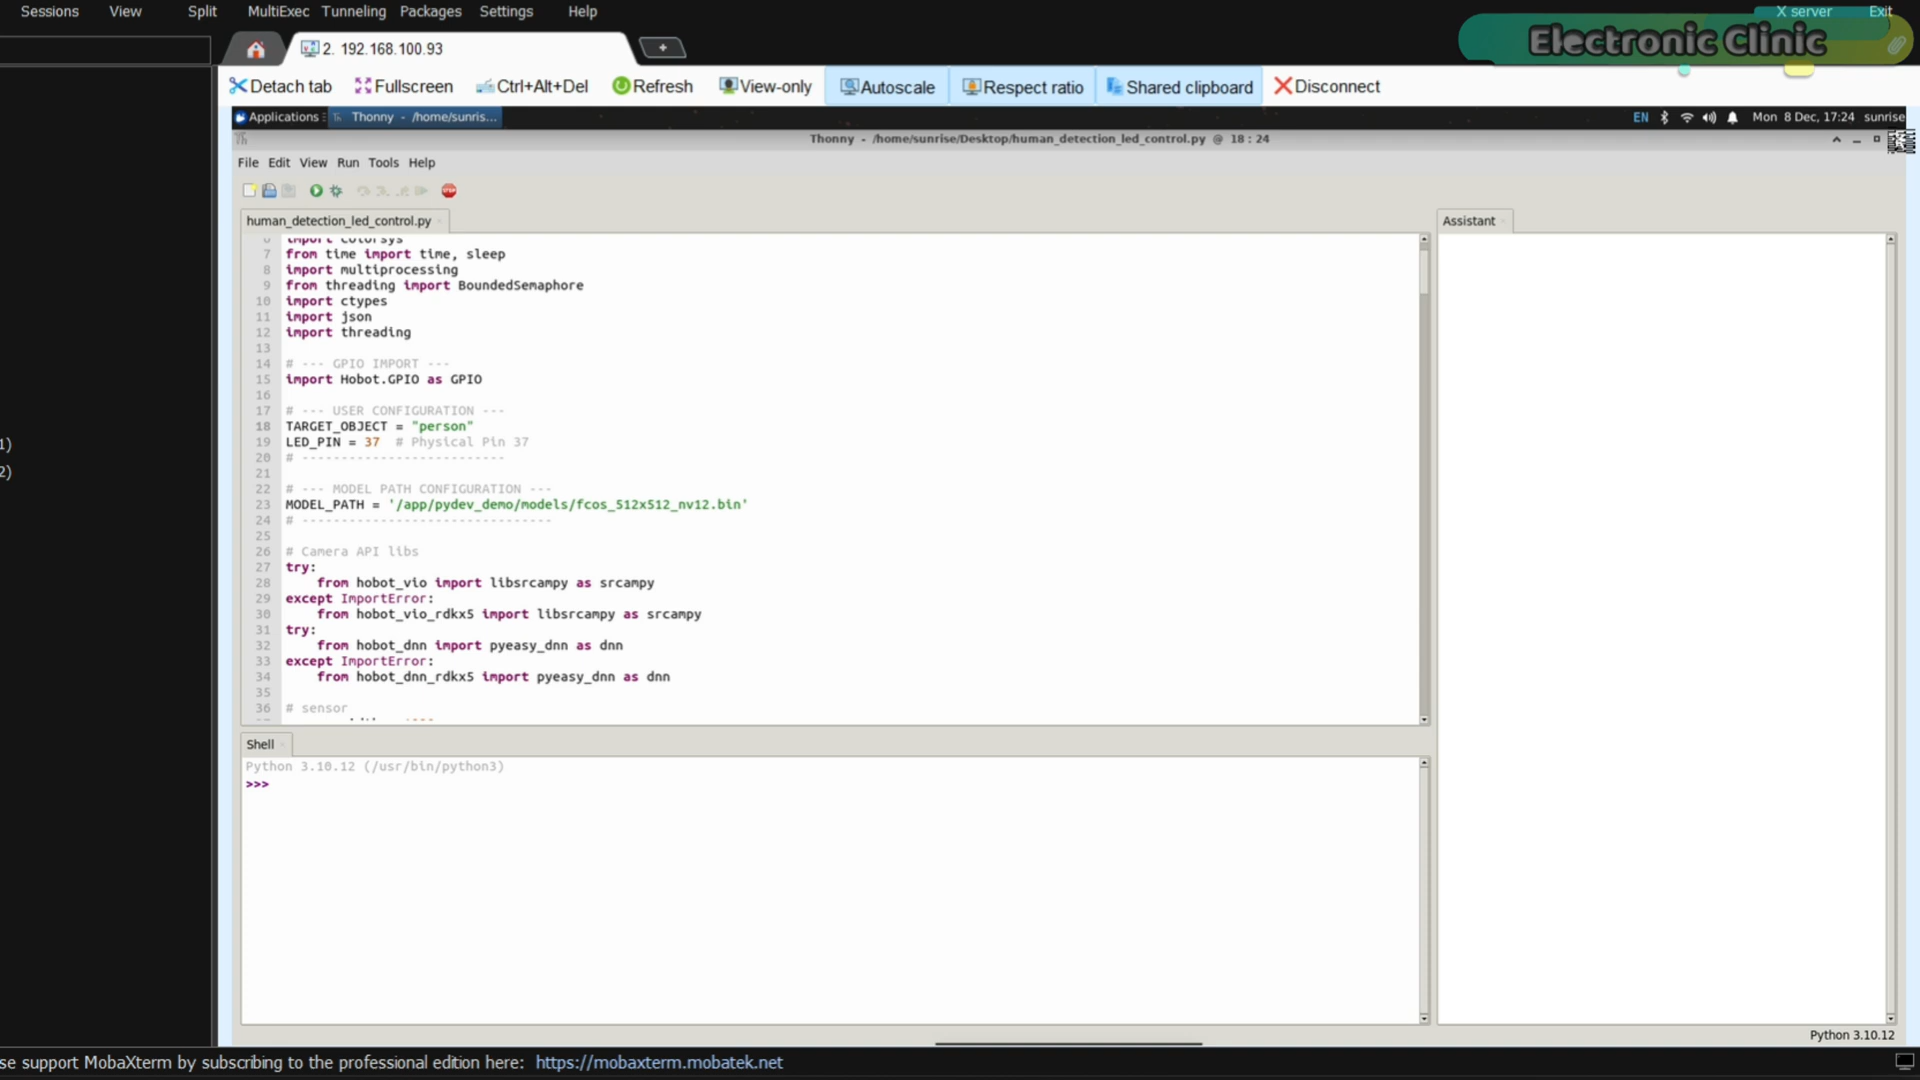 Sessions View Split MultiExec Tunneling Packages Settings Help X server Exit
Electronic Clinic
2. 192.168.100.93
Detach tab Fullscreen Ctrl+Alt+Del Refresh View-only Autoscale Respect ratio Shared clipboard Disconnect
Applications Thonny - /home/sunris... EN Mon 8 Dec, 17:24 sunrise
Thonny - /home/sunrise/Desktop/human_detection_led_control.py @ 18 : 24
File Edit View Run Tools Help
human_detection_led_control.py
Assistant
6 import colorsys
7 from time import time, sleep
8 import multiprocessing
9 from threading import BoundedSemaphore
10 import ctypes
11 import json
12 import threading
13
14 # --- GPIO IMPORT ---
15 import Hobot.GPIO as GPIO
16
17 # --- USER CONFIGURATION ---
18 TARGET_OBJECT = "person"
19 LED_PIN = 37 # Physical Pin 37
20 # --------------------------
21
22 # --- MODEL PATH CONFIGURATION ---
23 MODEL_PATH = '/app/pydev_demo/models/fcos_512x512_nv12.bin'
24 # --------------------------------
25
26 # Camera API libs
27 try:
28 from hobot_vio import libsrcampy as srcampy
29 except ImportError:
30 from hobot_vio_rdkx5 import libsrcampy as srcampy
31 try:
32 from hobot_dnn import pyeasy_dnn as dnn
33 except ImportError:
34 from hobot_dnn_rdkx5 import pyeasy_dnn as dnn
35
36 # sensor
1)
2)
Shell
Python 3.10.12 (/usr/bin/python3)
>>>
Python 3.10.12
se support MobaXterm by subscribing to the professional edition here: https://mobaxterm.mobatek.net